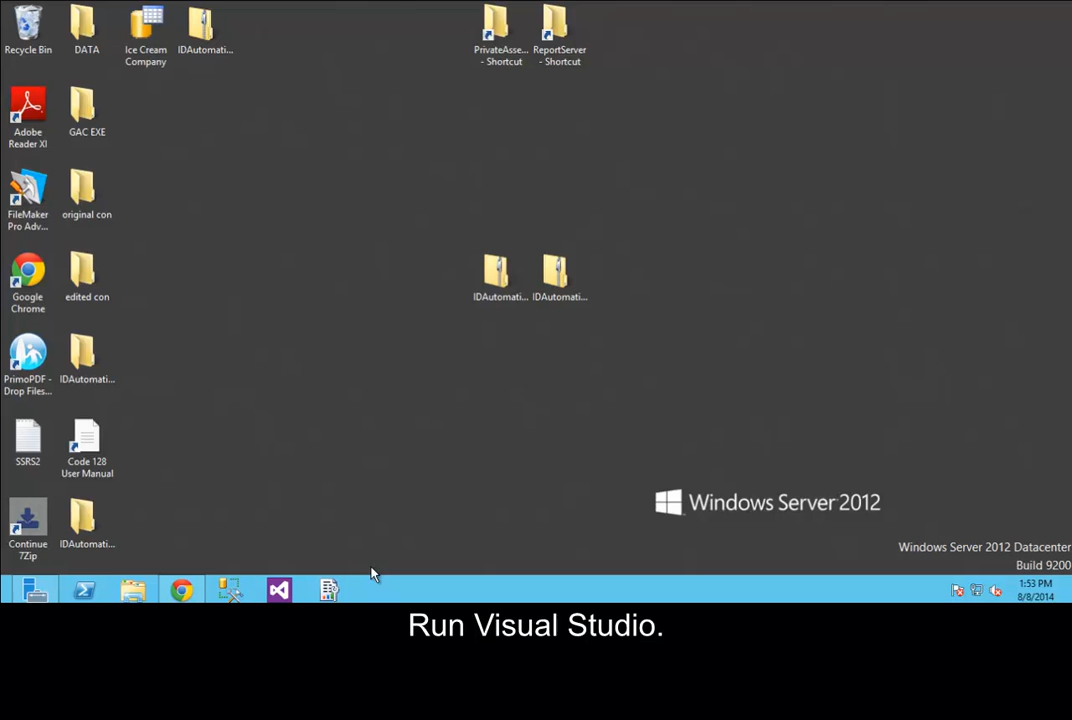 Recycle Bin
DATA
Ice Cream
Company
IDAutomati...
PrivateAsse...
- Shortcut
ReportServer
- Shortcut
Adobe
Reader XI
GAC EXE
FileMaker
Pro Adv...
original con
Google
Chrome
edited con
IDAutomati...
IDAutomati...
PrimoPDF -
Drop Files...
IDAutomati...
SSRS2
Code 128
User Manual
Continue
7Zip
IDAutomati...
Windows Server 2012
Windows Server 2012 Datacenter
Build 9200
1:53 PM
8/8/2014
Run Visual Studio.